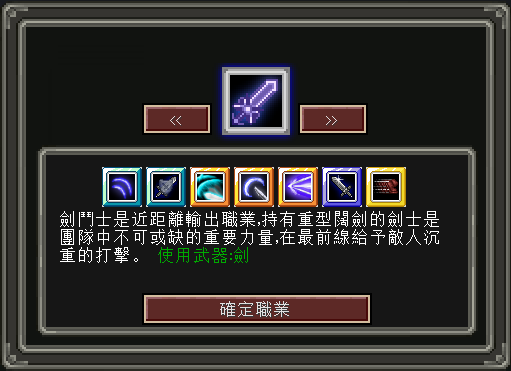 << >>
劍鬥士是近距離輸出職業,持有重型闊劍的劍士是
團隊中不可或缺的重要力量,在最前線給予敵人沉
重的打擊。 使用武器:劍
確定職業